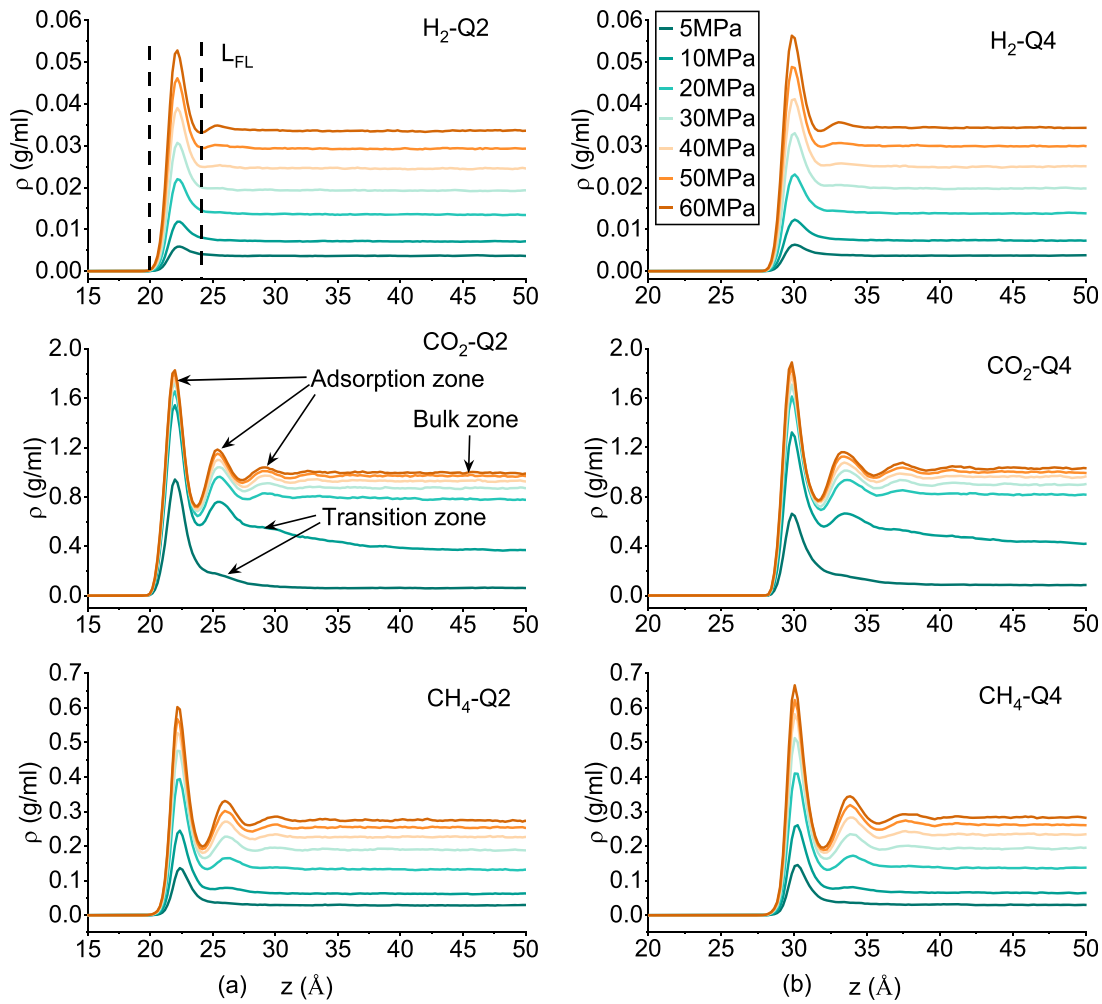 H2-Q2
LFL
ρ (g/ml)
0.06
0.05
0.04
0.03
0.02
0.01
0.00
15 20 25 30 35 40 45 50
H2-Q4
5MPa
10MPa
20MPa
30MPa
40MPa
50MPa
60MPa
ρ (g/ml)
0.06
0.05
0.04
0.03
0.02
0.01
0.00
20 25 30 35 40 45 50
CO2-Q2
Adsorption zone
Bulk zone
Transition zone
ρ (g/ml)
2.0
1.6
1.2
0.8
0.4
0.0
15 20 25 30 35 40 45 50
CO2-Q4
ρ (g/ml)
2.0
1.6
1.2
0.8
0.4
0.0
20 25 30 35 40 45 50
CH4-Q2
ρ (g/ml)
0.7
0.6
0.5
0.4
0.3
0.2
0.1
0.0
15 20 25 30 35 40 45 50
(a) z (Å)
CH4-Q4
ρ (g/ml)
0.7
0.6
0.5
0.4
0.3
0.2
0.1
0.0
20 25 30 35 40 45 50
(b) z (Å)